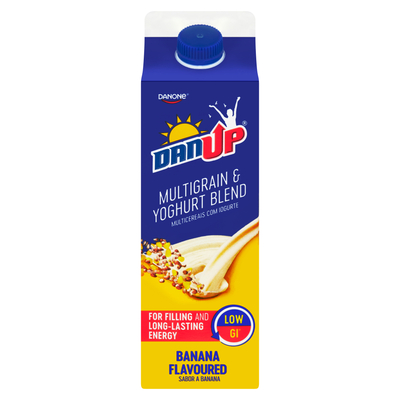 DANONE
DANUP®
MULTIGRAIN &
YOGHURT BLEND
MULTICEREAIS COM IOGURTE
FOR FILLING AND
LONG-LASTING
ENERGY
LOW
GI
BANANA
FLAVOURED
SABOR A BANANA